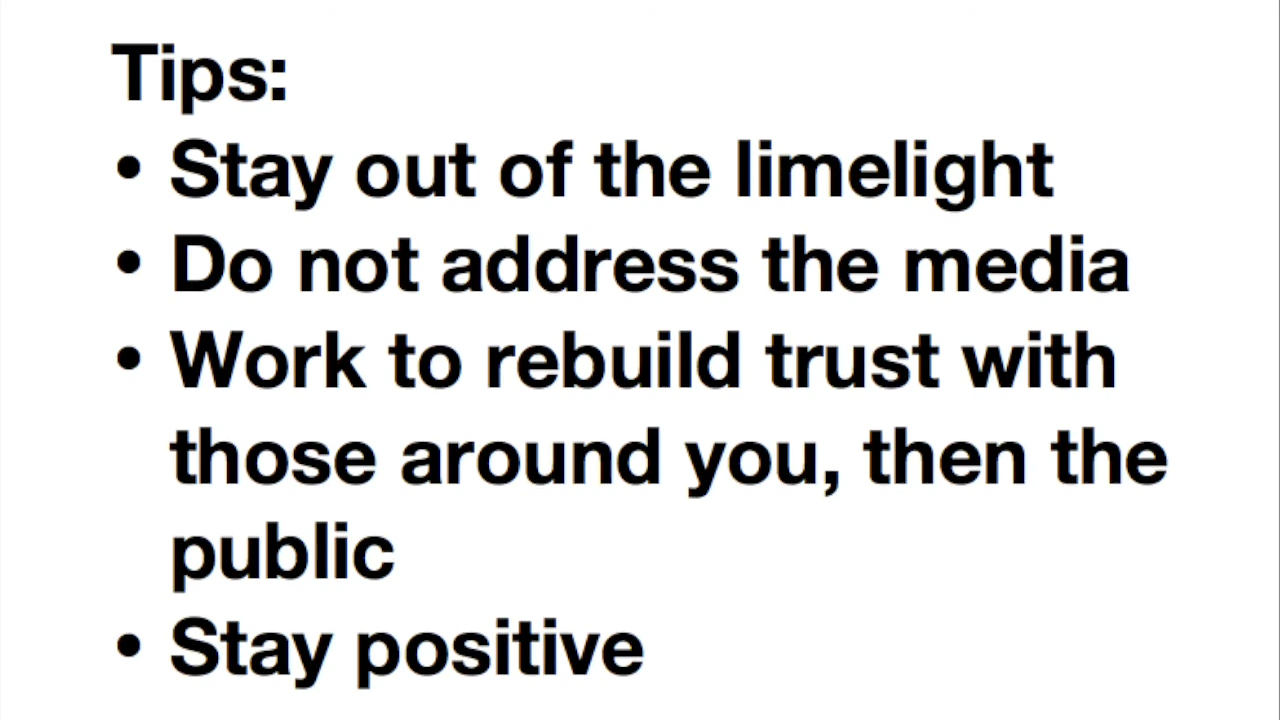 Tips:
• Stay out of the limelight
• Do not address the media
• Work to rebuild trust with
those around you, then the
public
• Stay positive